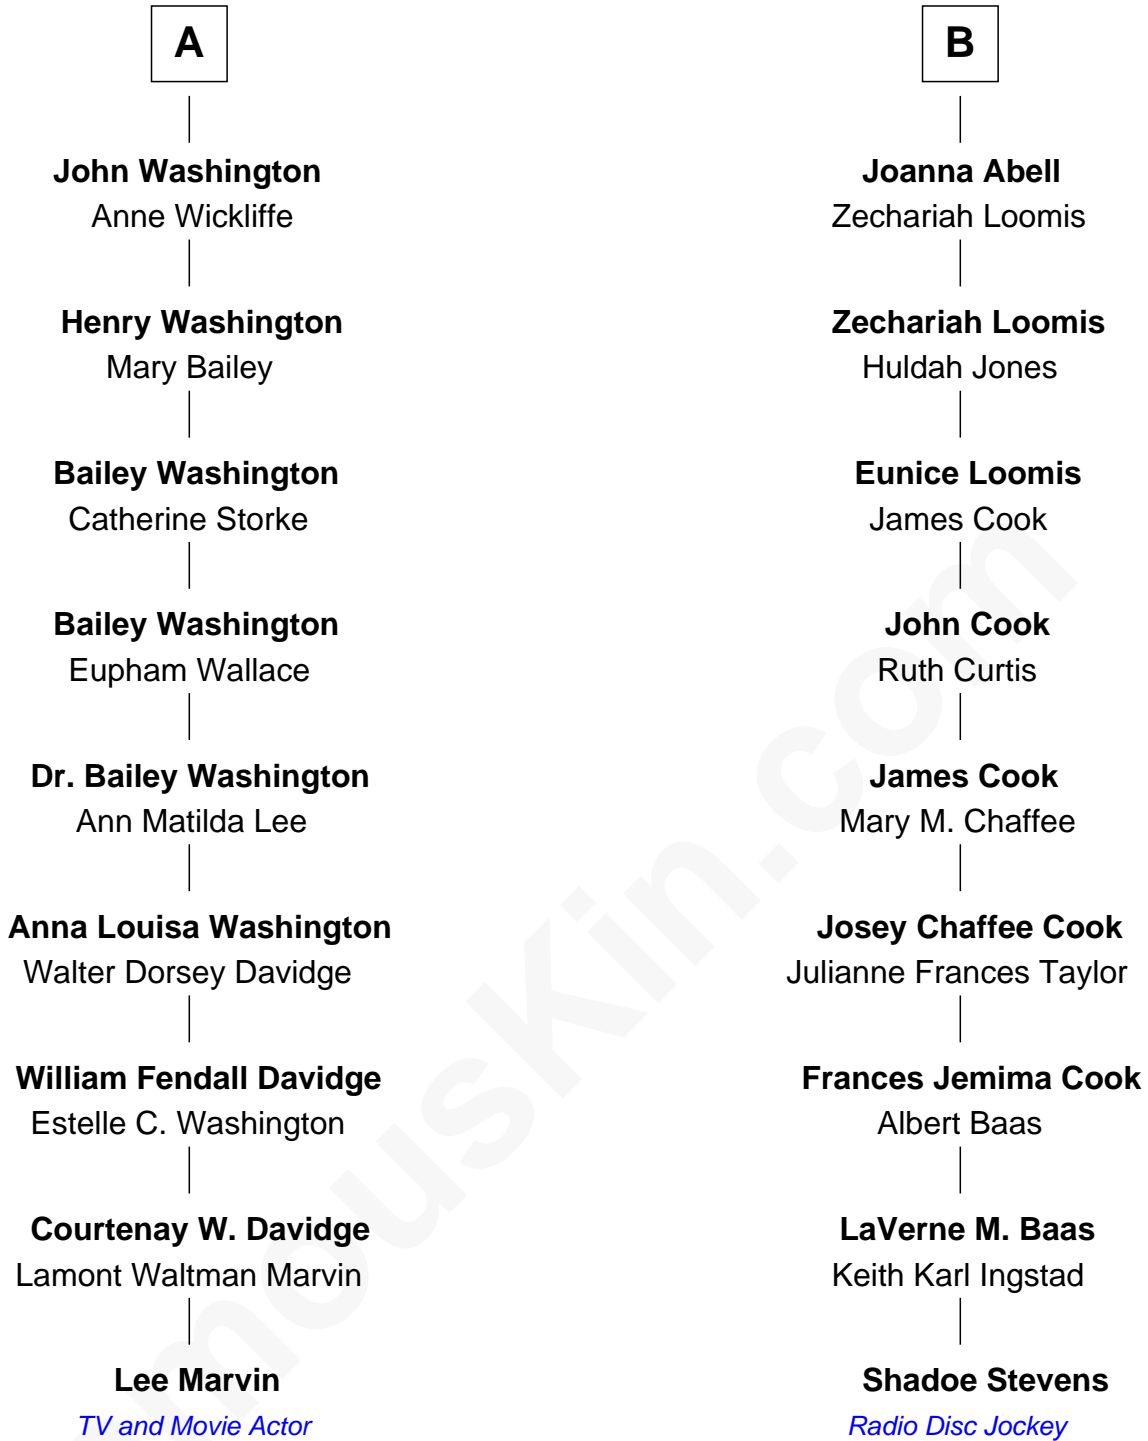 A
John Washington
Anne Wickliffe
Henry Washington
Mary Bailey
Bailey Washington
Catherine Storke
Bailey Washington
Eupham Wallace
Dr. Bailey Washington
Ann Matilda Lee
Anna Louisa Washington
Walter Dorsey Davidge
William Fendall Davidge
Estelle C. Washington
Courtenay W. Davidge
Lamont Waltman Marvin
Lee Marvin
TV and Movie Actor
B
Joanna Abell
Zechariah Loomis
Zechariah Loomis
Huldah Jones
Eunice Loomis
James Cook
John Cook
Ruth Curtis
James Cook
Mary M. Chaffee
Josey Chaffee Cook
Julianne Frances Taylor
Frances Jemima Cook
Albert Baas
LaVerne M. Baas
Keith Karl Ingstad
Shadoe Stevens
Radio Disc Jockey
mousKin.com